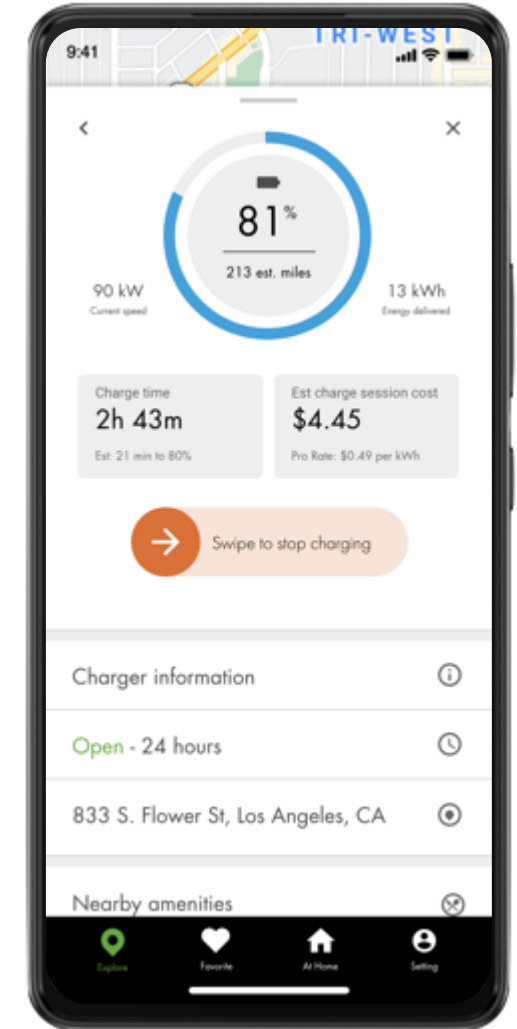 TRI-WEST
9:41
81%
213 est. miles
90 kW
Current speed
13 kWh
Energy delivered
Charge time
2h 43m
Est: 21 min to 80%
Est charge session cost
$4.45
Pro Rate: $0.49 per kWh
Swipe to stop charging
Charger information
Open - 24 hours
833 S. Flower St, Los Angeles, CA
Nearby amenities
Explore
Favorite
At Home
Setting